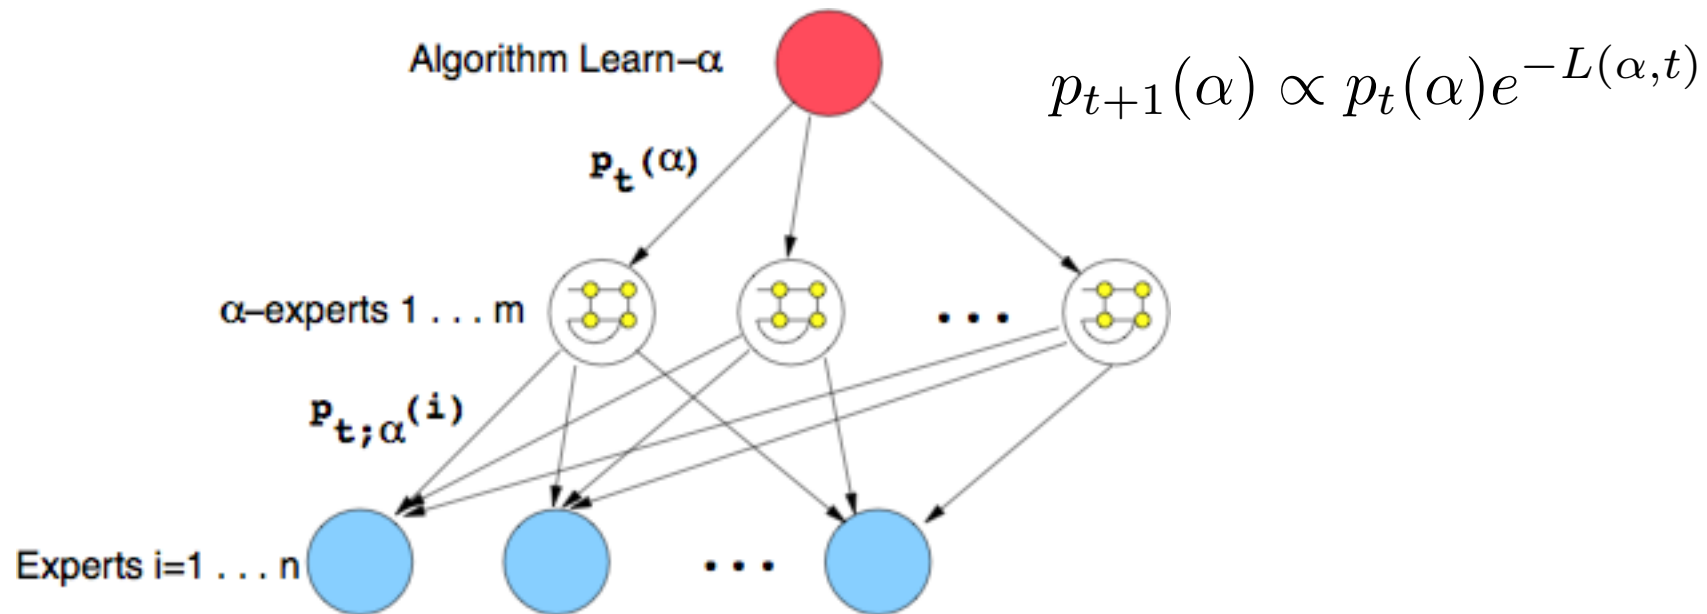 Algorithm Learn–α
p_{t+1}(α) ∝ p_t(α)e^{−L(α,t)}
p_t(α)
α–experts 1 . . . m
. . .
p_{t;α}(i)
Experts i=1 . . . n
. . .